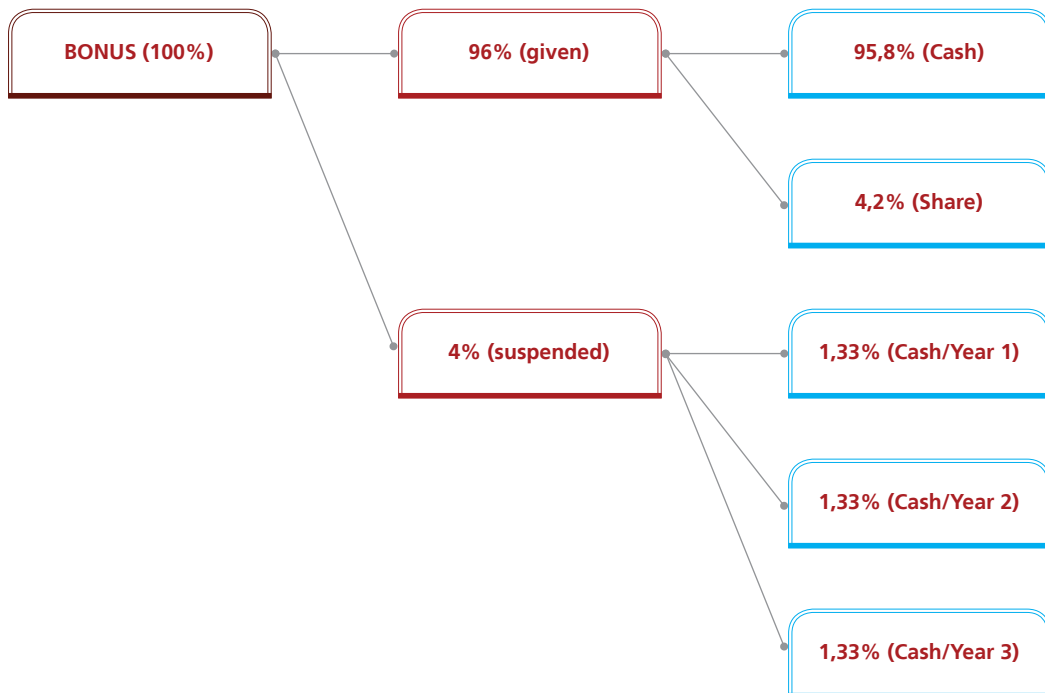 BONUS (100%)
96% (given)
95,8% (Cash)
4,2% (Share)
4% (suspended)
1,33% (Cash/Year 1)
1,33% (Cash/Year 2)
1,33% (Cash/Year 3)